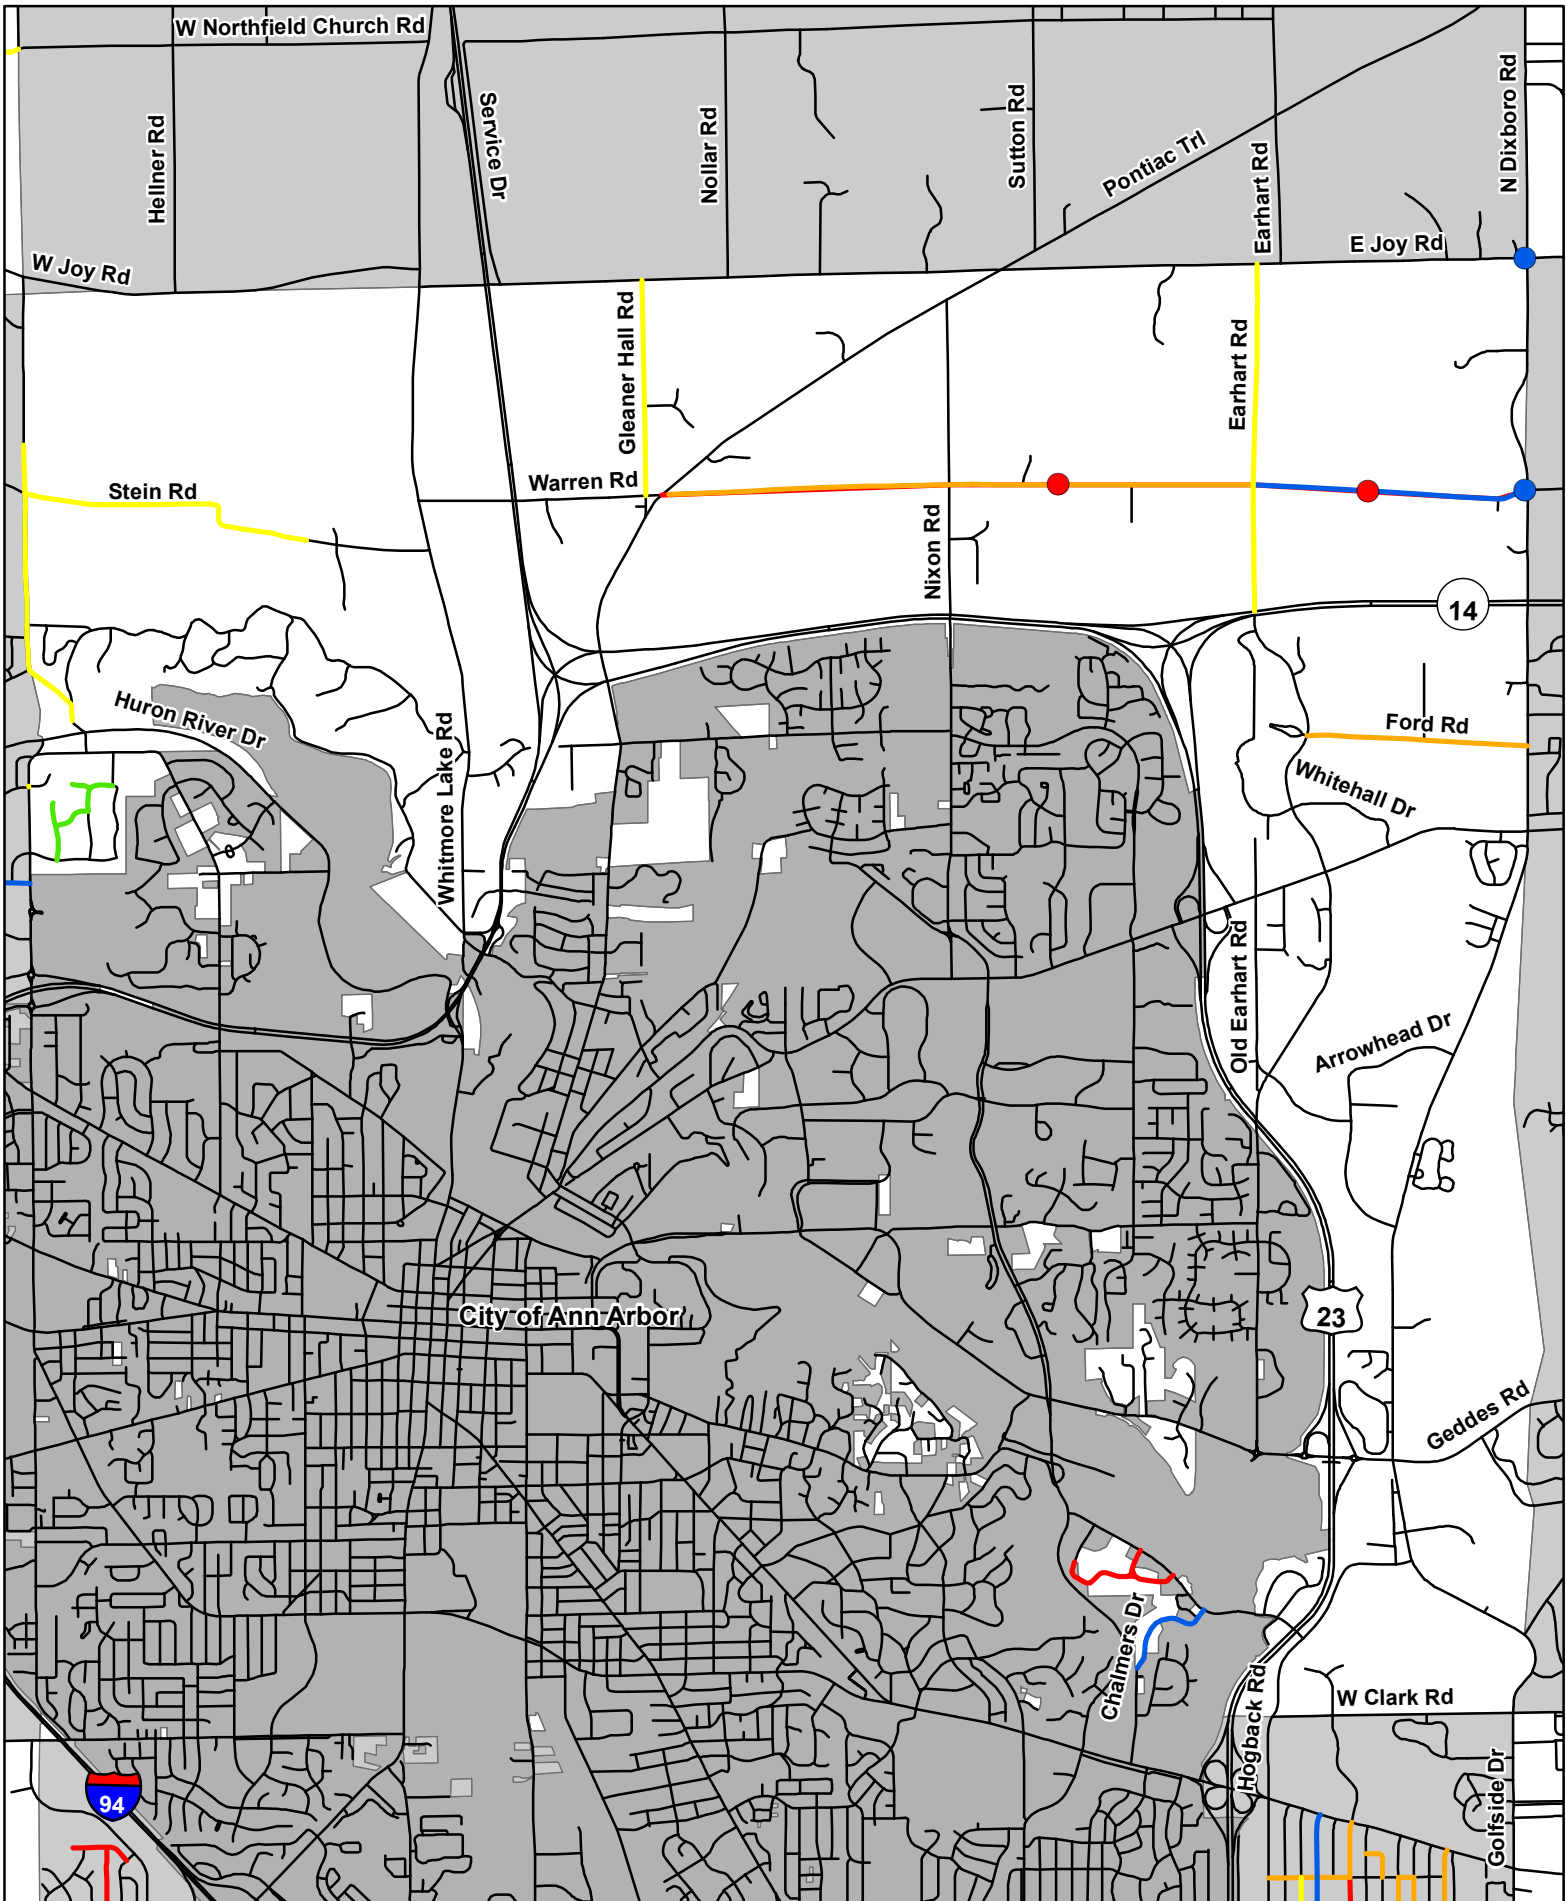 W Northfield Church Rd
Hellner Rd
Service Dr
Nollar Rd
Sutton Rd
Pontiac Trl
Earhart Rd
N Dixboro Rd
W Joy Rd
E Joy Rd
Gleaner Hall Rd
Earhart Rd
Stein Rd
Warren Rd
Nixon Rd
14
Huron River Dr
Whitmore Lake Rd
Ford Rd
Whitehall Dr
Old Earhart Rd
Arrowhead Dr
City of Ann Arbor
23
Geddes Rd
Chalmers Dr
Hogback Rd
W Clark Rd
Golfside Dr
94